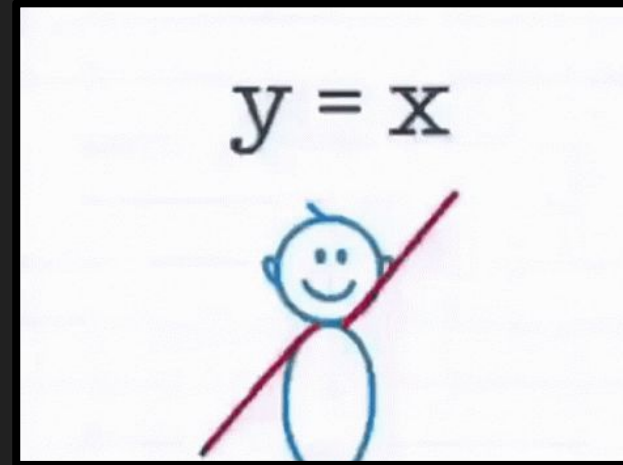 y = x